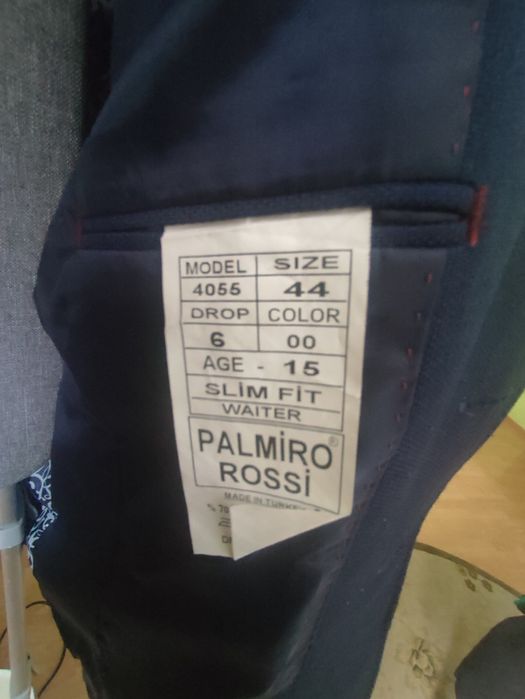 MODEL SIZE
4055 44
DROP COLOR
6 00
AGE - 15
SLİM FİT
WAITER
PALMİRO®
ROSSİ
MADE IN TURKEY
% 70